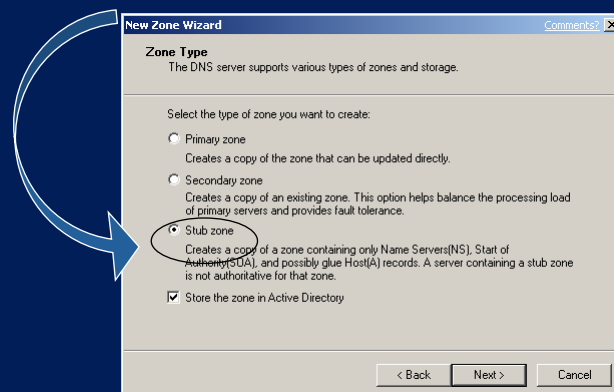 New Zone Wizard Comments?
Zone Type
The DNS server supports various types of zones and storage.
Select the type of zone you want to create:
Primary zone
Creates a copy of the zone that can be updated directly.
Secondary zone
Creates a copy of an existing zone. This option helps balance the processing load
of primary servers and provides fault tolerance.
Stub zone
Creates a copy of a zone containing only Name Servers(NS), Start of
Authority(SOA), and possibly glue Host(A) records. A server containing a stub zone
is not authoritative for that zone.
Store the zone in Active Directory
< Back Next > Cancel